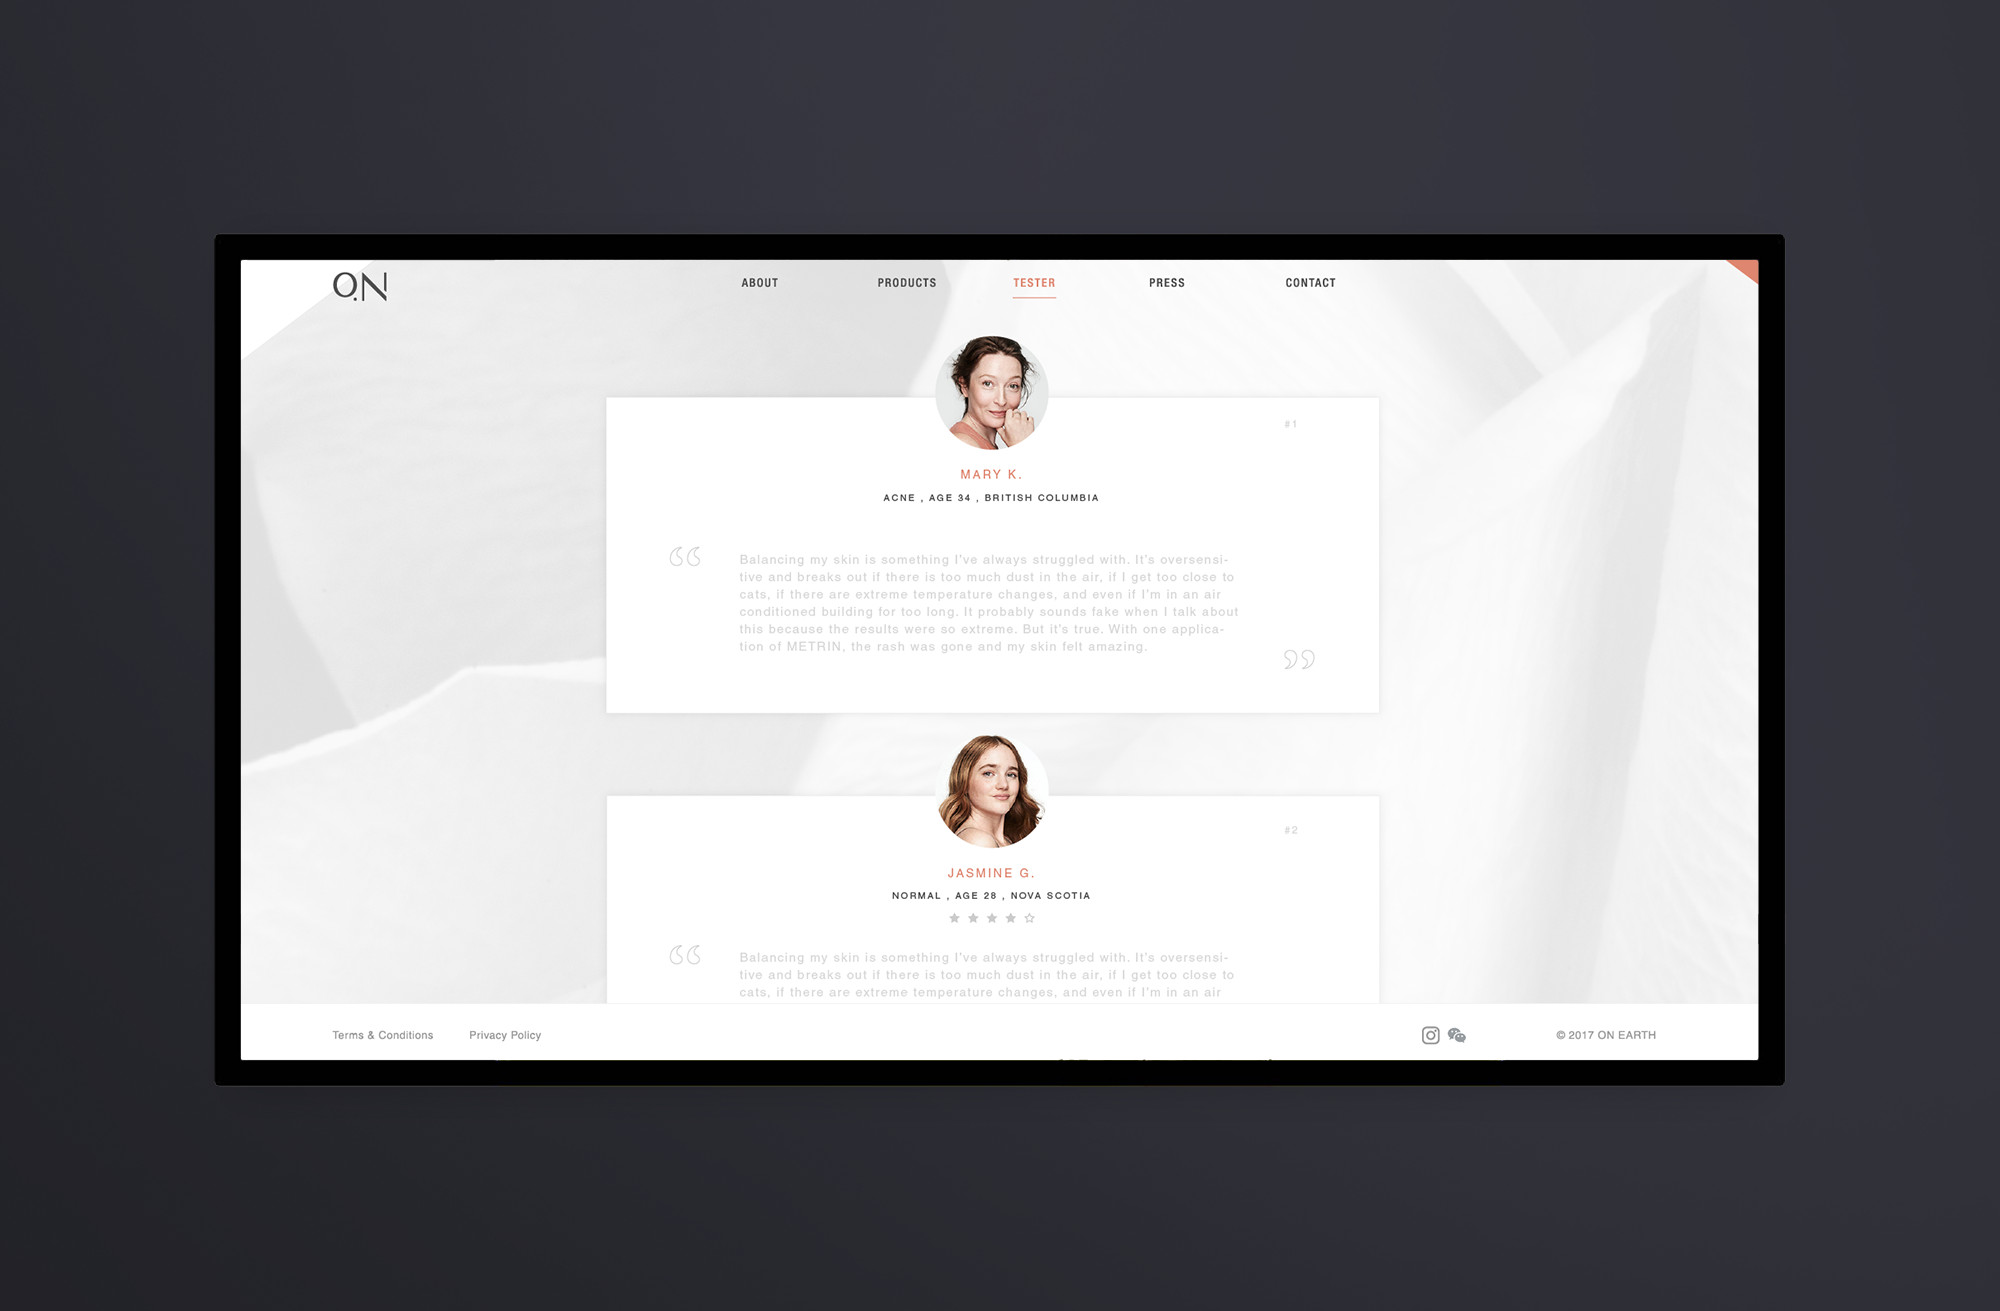 O.N
ABOUT PRODUCTS TESTER PRESS CONTACT
#1
MARY K.
ACNE , AGE 34 , BRITISH COLUMBIA
“
Balancing my skin is something I've always struggled with. It's oversensi-
tive and breaks out if there is too much dust in the air, if I get too close to
cats, if there are extreme temperature changes, and even if I'm in an air
conditioned building for too long. It probably sounds fake when I talk about
this because the results were so extreme. But it's true. With one applica-
tion of METRIN, the rash was gone and my skin felt amazing.
”
#2
JASMINE G.
NORMAL , AGE 28 , NOVA SCOTIA
“
Balancing my skin is something I've always struggled with. It's oversensi-
tive and breaks out if there is too much dust in the air, if I get too close to
cats, if there are extreme temperature changes, and even if I'm in an air
Terms & Conditions Privacy Policy © 2017 ON EARTH